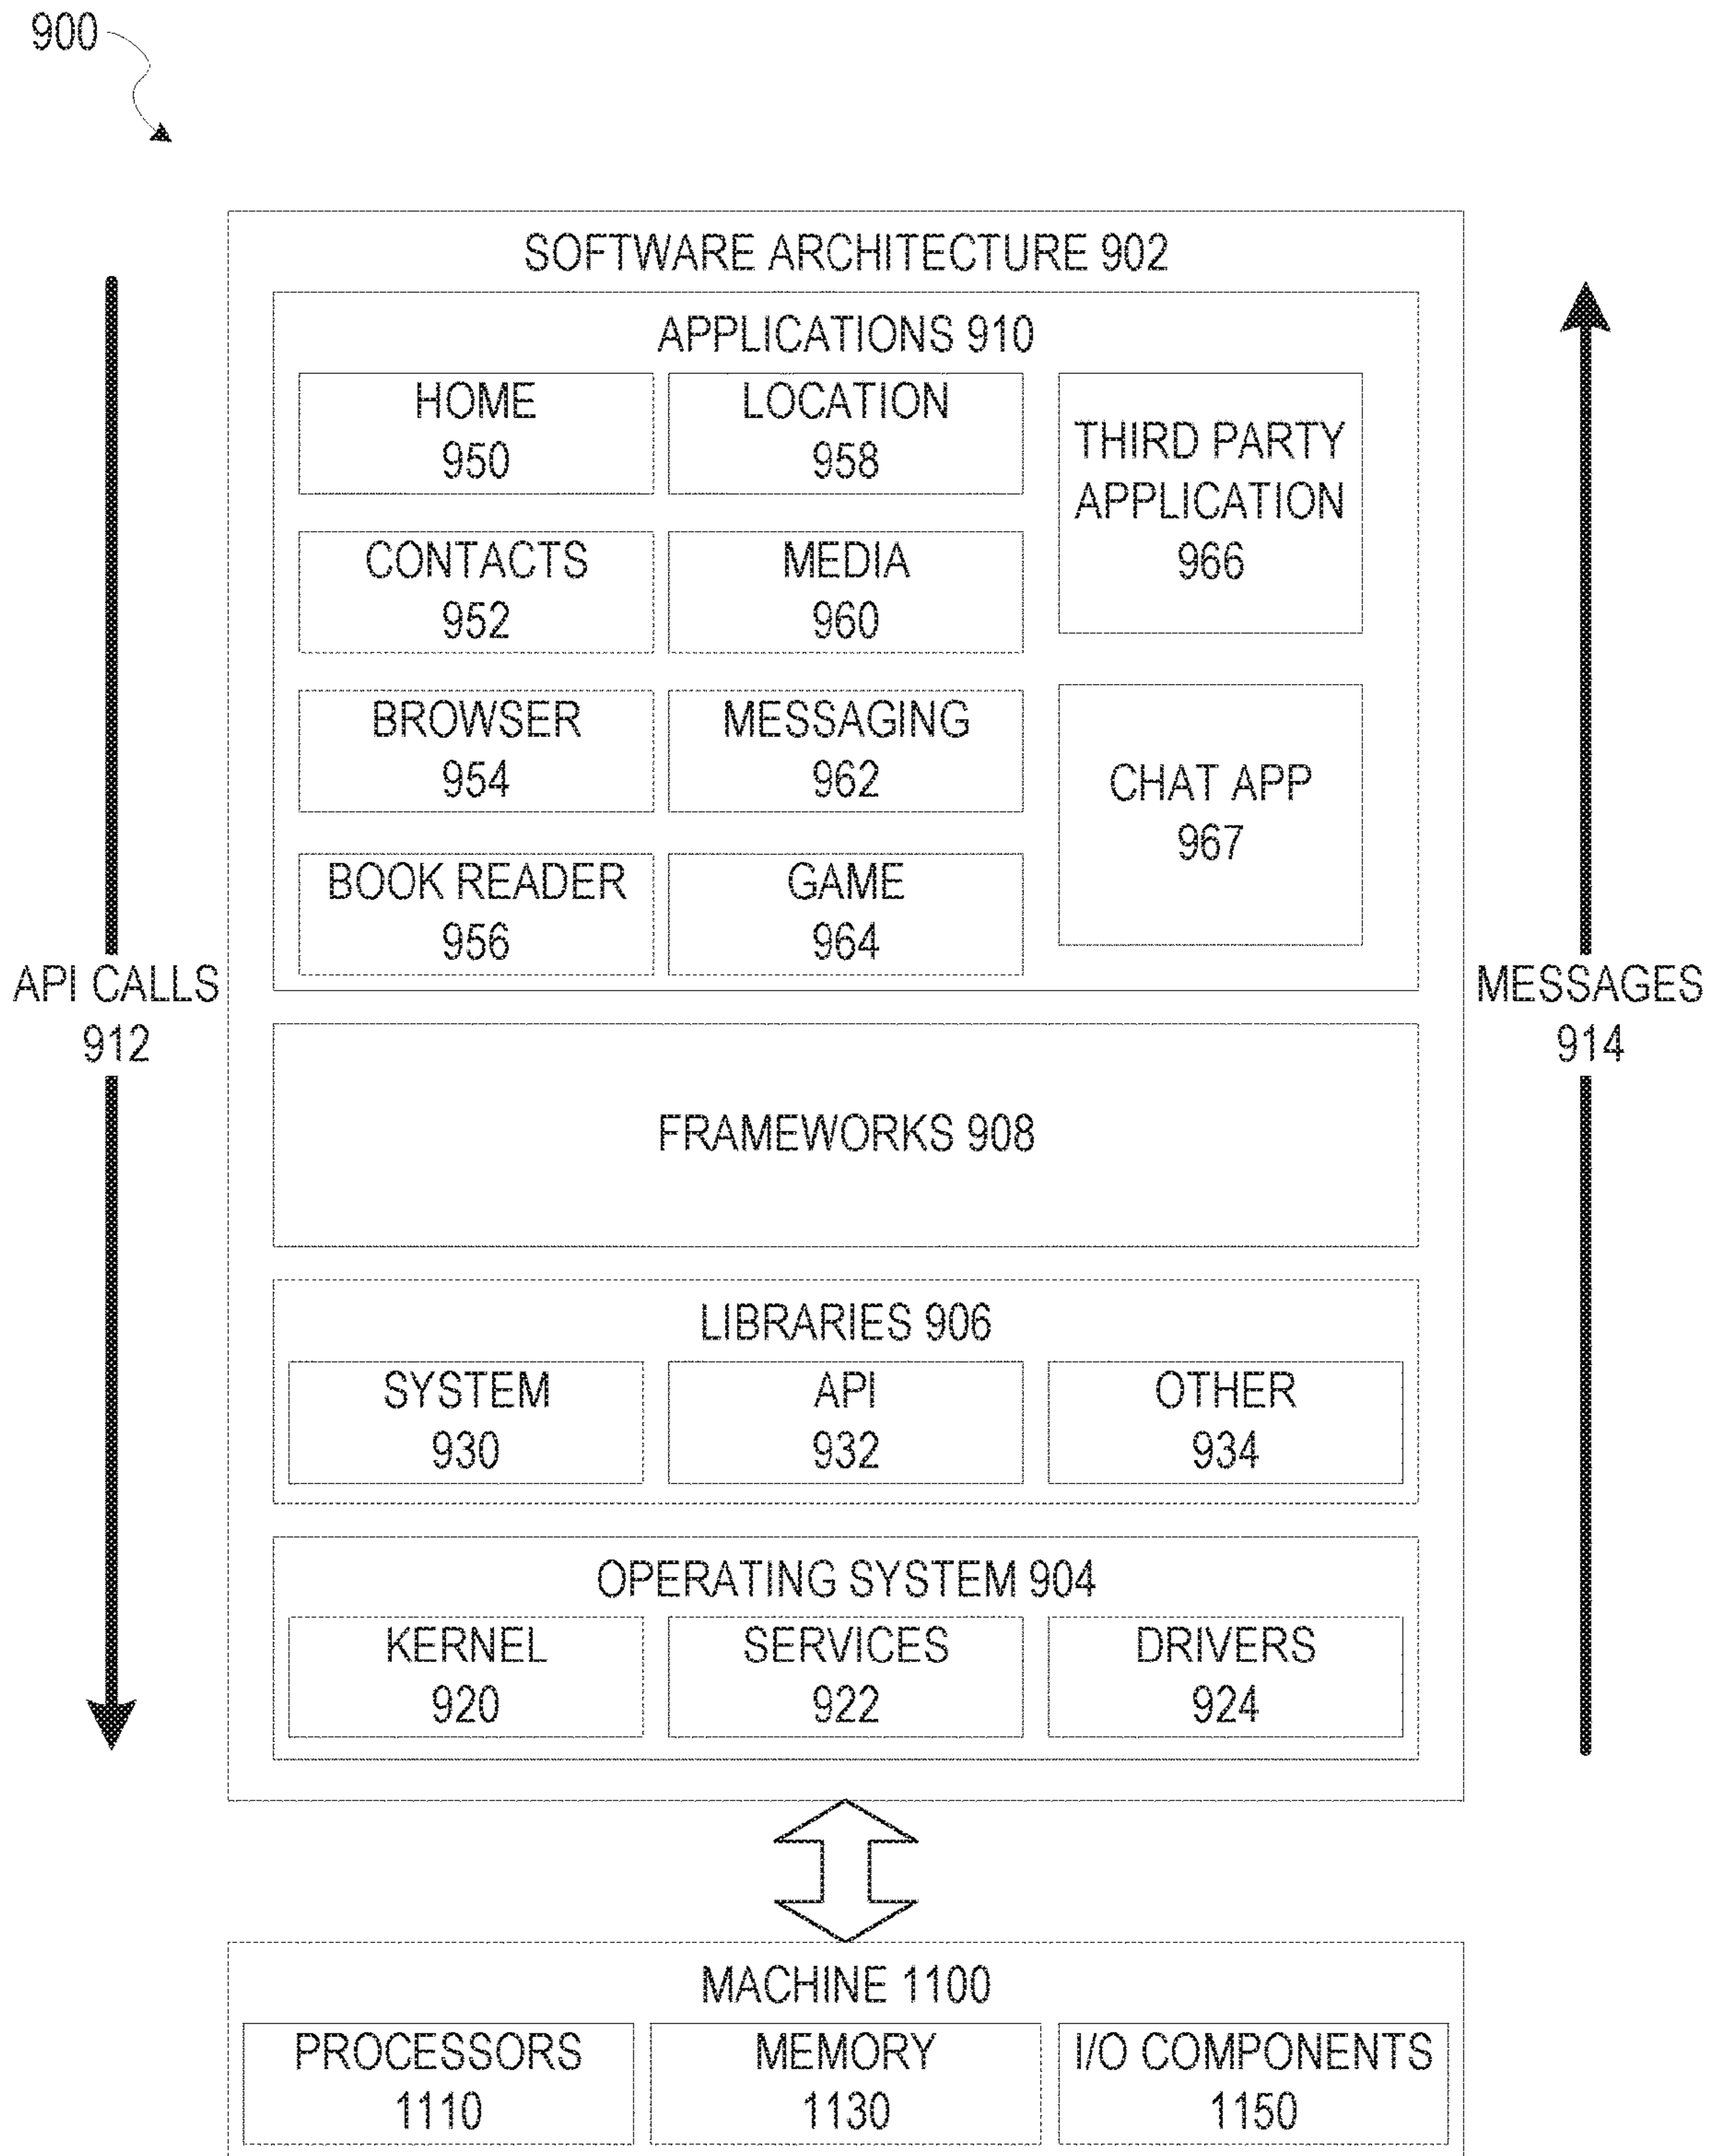 900
SOFTWARE ARCHITECTURE 902
APPLICATIONS 910
HOME
950
LOCATION
958
THIRD PARTY
APPLICATION
966
CONTACTS
952
MEDIA
960
BROWSER
954
MESSAGING
962
CHAT APP
967
BOOK READER
956
GAME
964
API CALLS
912
MESSAGES
914
FRAMEWORKS 908
LIBRARIES 906
SYSTEM
930
API
932
OTHER
934
OPERATING SYSTEM 904
KERNEL
920
SERVICES
922
DRIVERS
924
MACHINE 1100
PROCESSORS
1110
MEMORY
1130
I/O COMPONENTS
1150